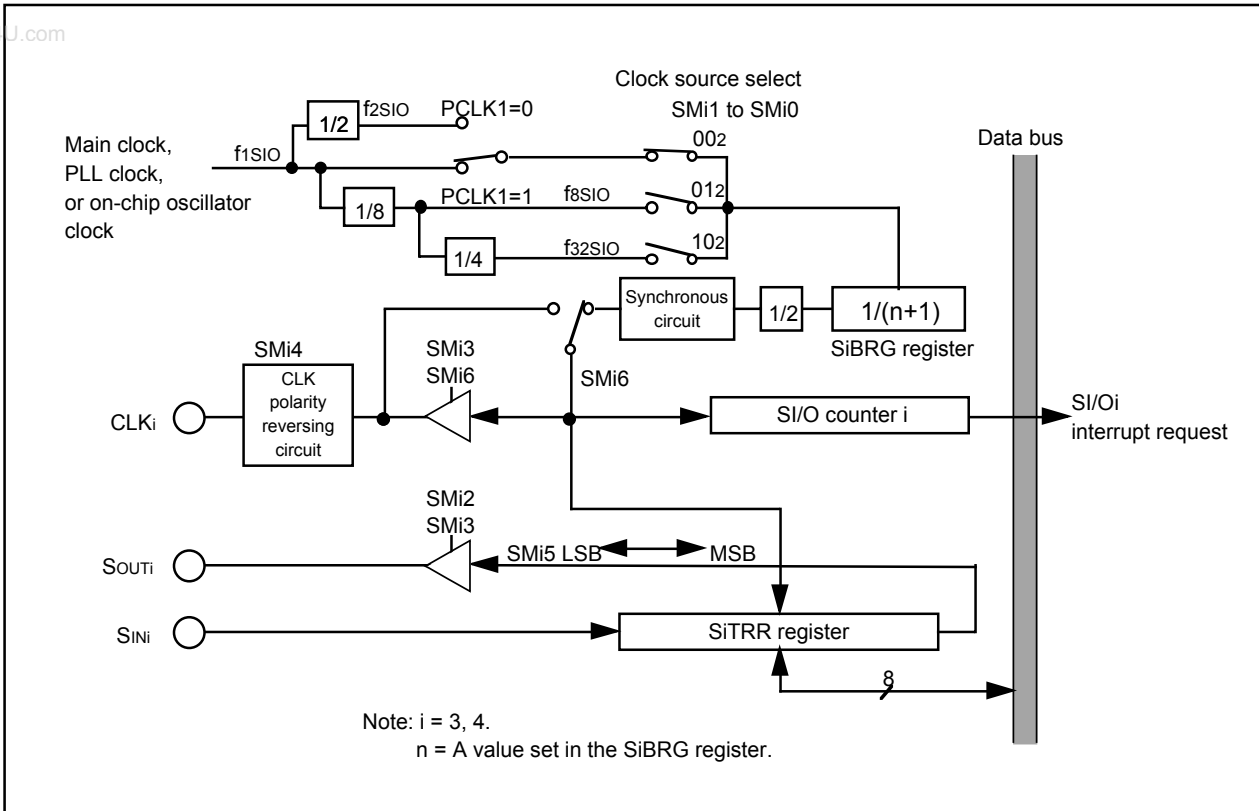 U.com
Clock source select
SMi1 to SMi0
Main clock,
PLL clock,
or on-chip oscillator
clock
f1SIO
1/2
f2SIO
PCLK1=0
002
1/8
PCLK1=1
f8SIO
012
1/4
f32SIO
102
Data bus
Synchronous
circuit
1/2
1/(n+1)
SiBRG register
SMi4
CLK
polarity
reversing
circuit
SMi3
SMi6
SMi6
CLKi
SI/O counter i
SI/Oi
interrupt request
SMi2
SMi3
SOUTi
SMi5 LSB
MSB
SINi
SiTRR register
8
Note: i = 3, 4.
n = A value set in the SiBRG register.